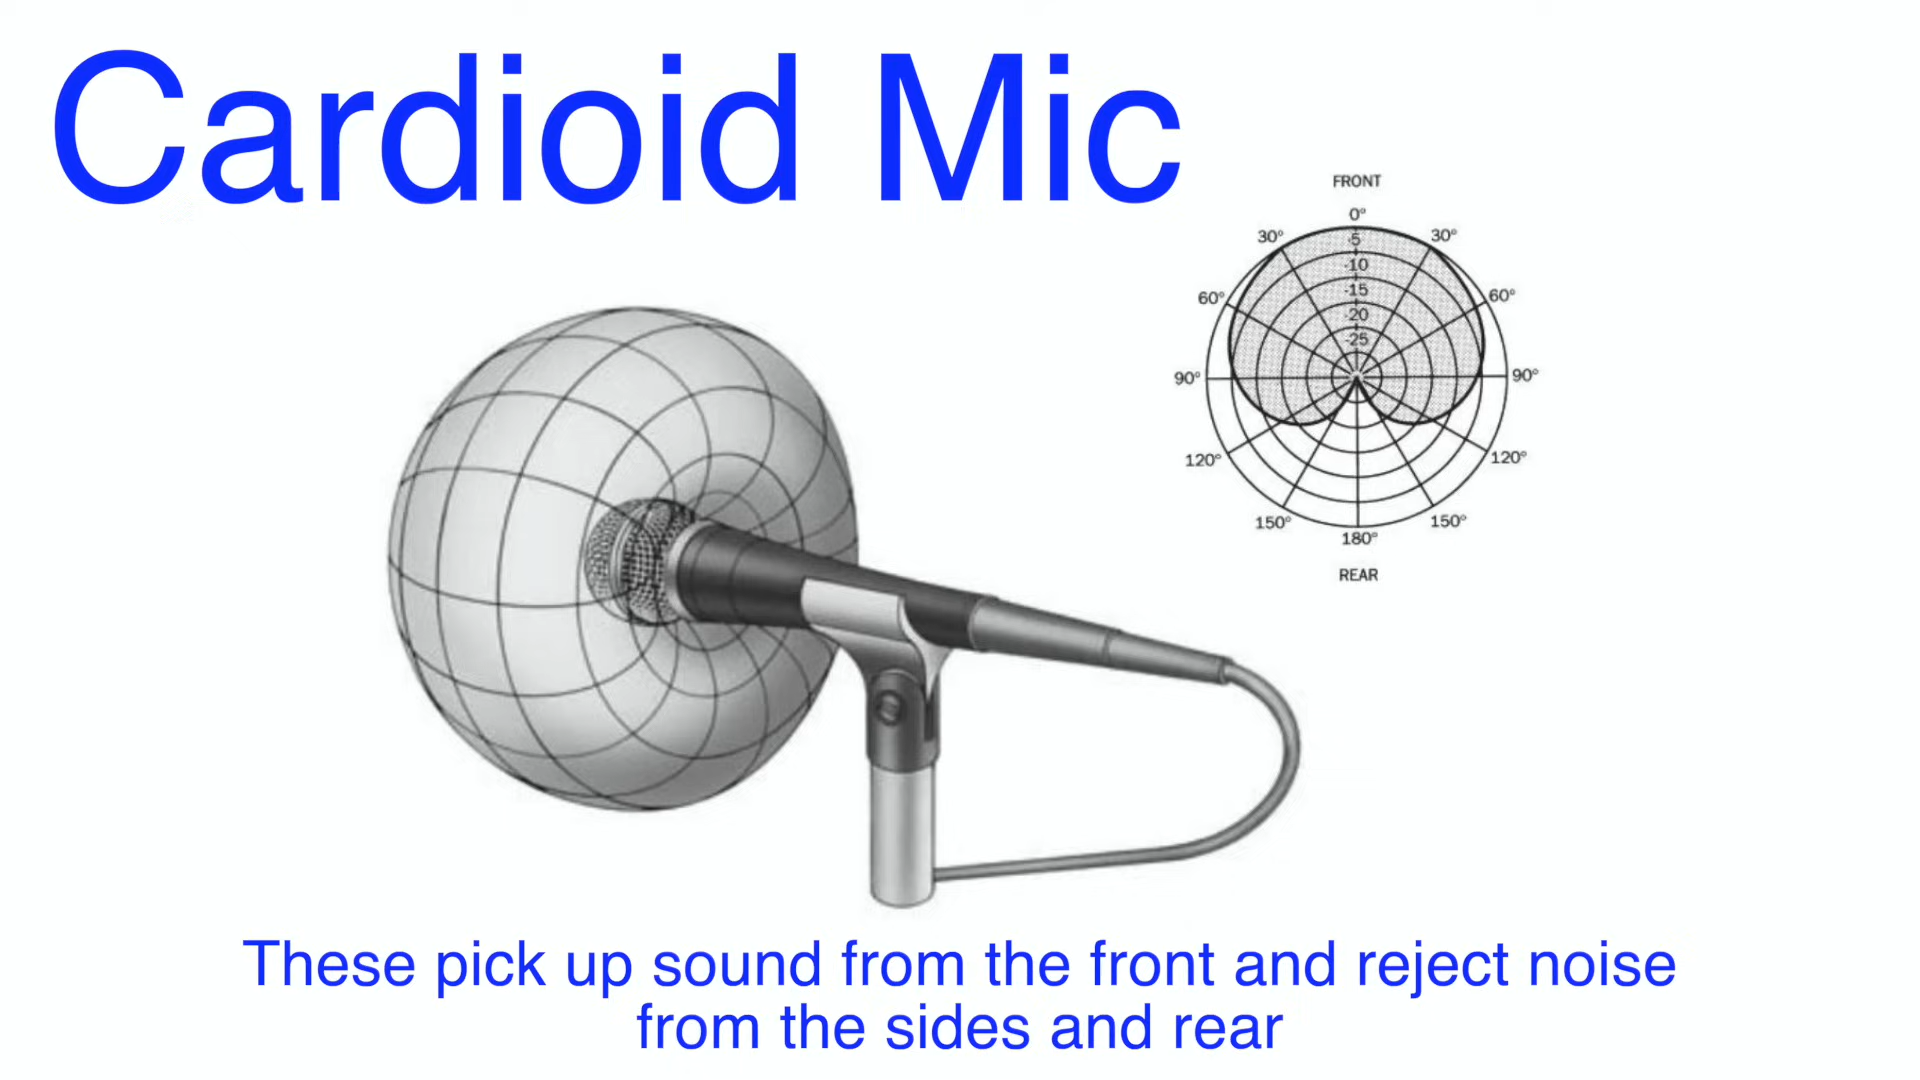 Cardioid Mic
FRONT
0°
30° 30°
-5
-10
-15
-20
-25
60° 60°
90° 90°
120° 120°
150° 150°
180°
REAR
These pick up sound from the front and reject noise
from the sides and rear